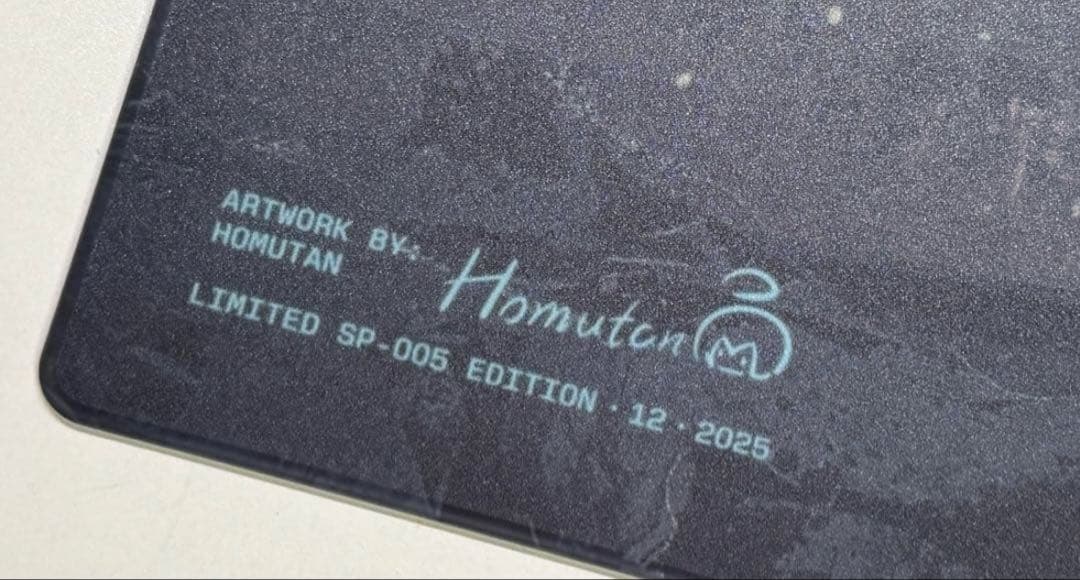 ARTWORK BY:
HOMUTAN
Homutan
LIMITED SP-005 EDITION · 12 · 2025